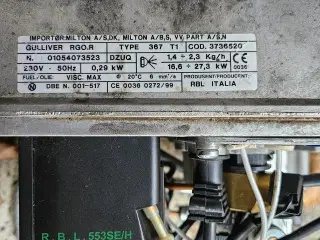 IMPORTØR:MILTON A/S,DK, MILTON A/B,S, VV, PART A/S,N
GULLIVER RGO.R TYPE 367 T1 COD. 3736520
N. 01054073523 DZUQ 1,4 ÷ 2,3 Kg/h
230V - 50Hz 0,29 kW 16,6 ÷ 27,3 kW CE 0036
FUEL/OLIE: VISC MAX @ 20°C 6 mm²/s PRODUSENT/PRODUCENT:
N DBE N. 001-517 CE 0036 0272/99 RBL ITALIA
R.B.L. 553SE/H